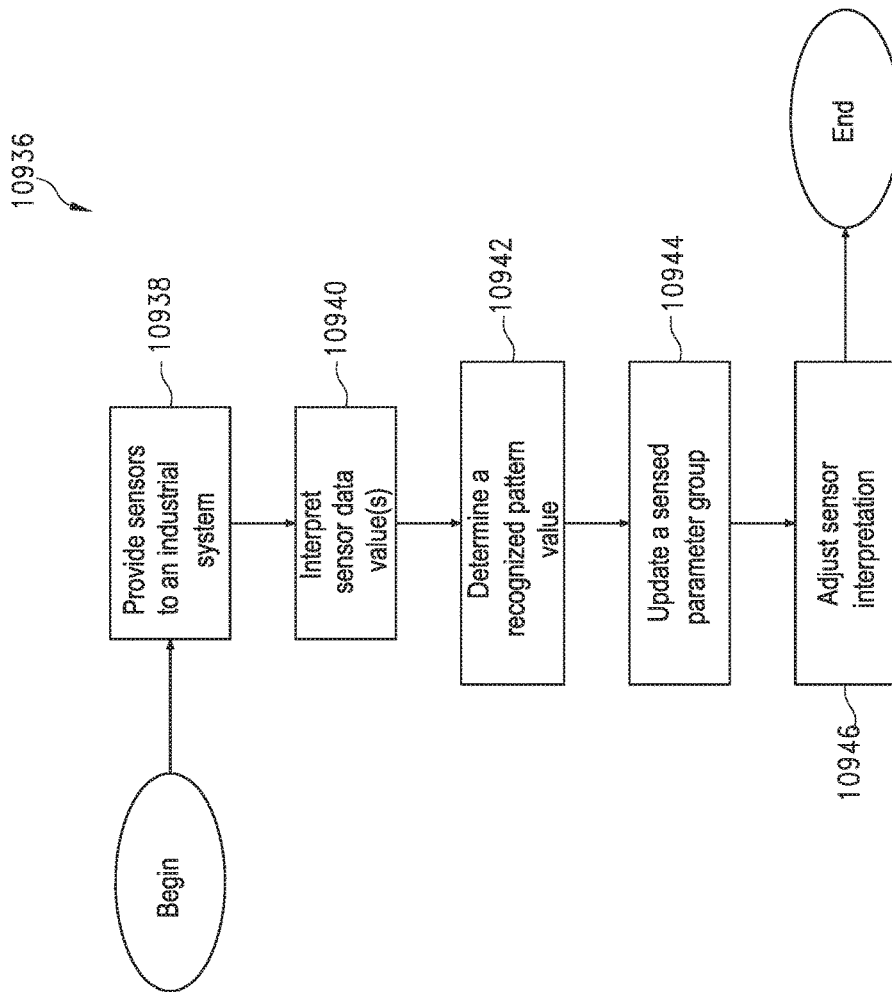 10936
Begin
Provide sensors
to an industrial
system
10938
Interpret
sensor data
value(s)
10940
Determine a
recognized pattern
value
10942
Update a sensed
parameter group
10944
Adjust sensor
interpretation
10946
End